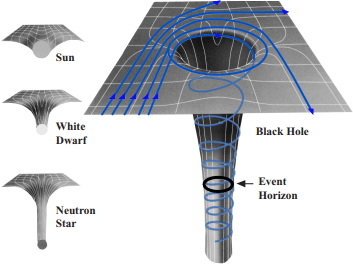 Sun
White
Dwarf
Neutron
Star
Black Hole
Event
Horizon